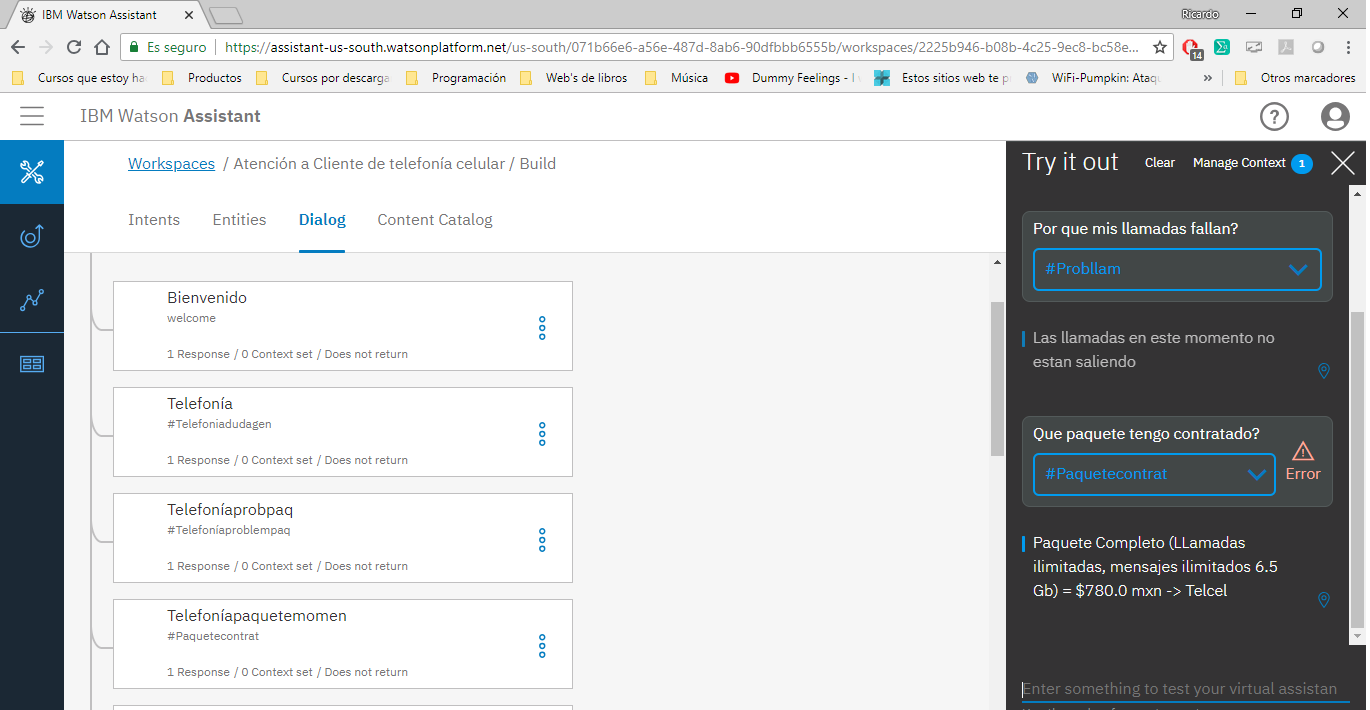 IBM Watson Assistant
Ricardo
Es seguro
https://assistant-us-south.watsonplatform.net/us-south/071b66e6-a56e-487d-8ab6-90dfbbb6555b/workspaces/2225b946-b08b-4c25-9ec8-bc58e...
14
Cursos que estoy ha
Productos
Cursos por descarga
Programación
Web's de libros
Música
Dummy Feelings -
Estos sitios web te p
WiFi-Pumpkin: Ataq
»
Otros marcadores
IBM Watson Assistant
?
Workspaces / Atención a Cliente de telefonía celular / Build
Intents
Entities
Dialog
Content Catalog
Bienvenido
welcome
1 Response / 0 Context set / Does not return
Telefonía
#Telefoniadudagen
1 Response / 0 Context set / Does not return
Telefoníaprobpaq
#Telefoníaproblempaq
1 Response / 0 Context set / Does not return
Telefoníapaquetemomen
#Paquetecontrat
1 Response / 0 Context set / Does not return
Try it out
Clear
Manage Context 1
Por que mis llamadas fallan?
#Probllam
Las llamadas en este momento no
estan saliendo
Que paquete tengo contratado?
#Paquetecontrat
Error
Paquete Completo (LLamadas
ilimitadas, mensajes ilimitados 6.5
Gb) = $780.0 mxn -> Telcel
Enter something to test your virtual assistan